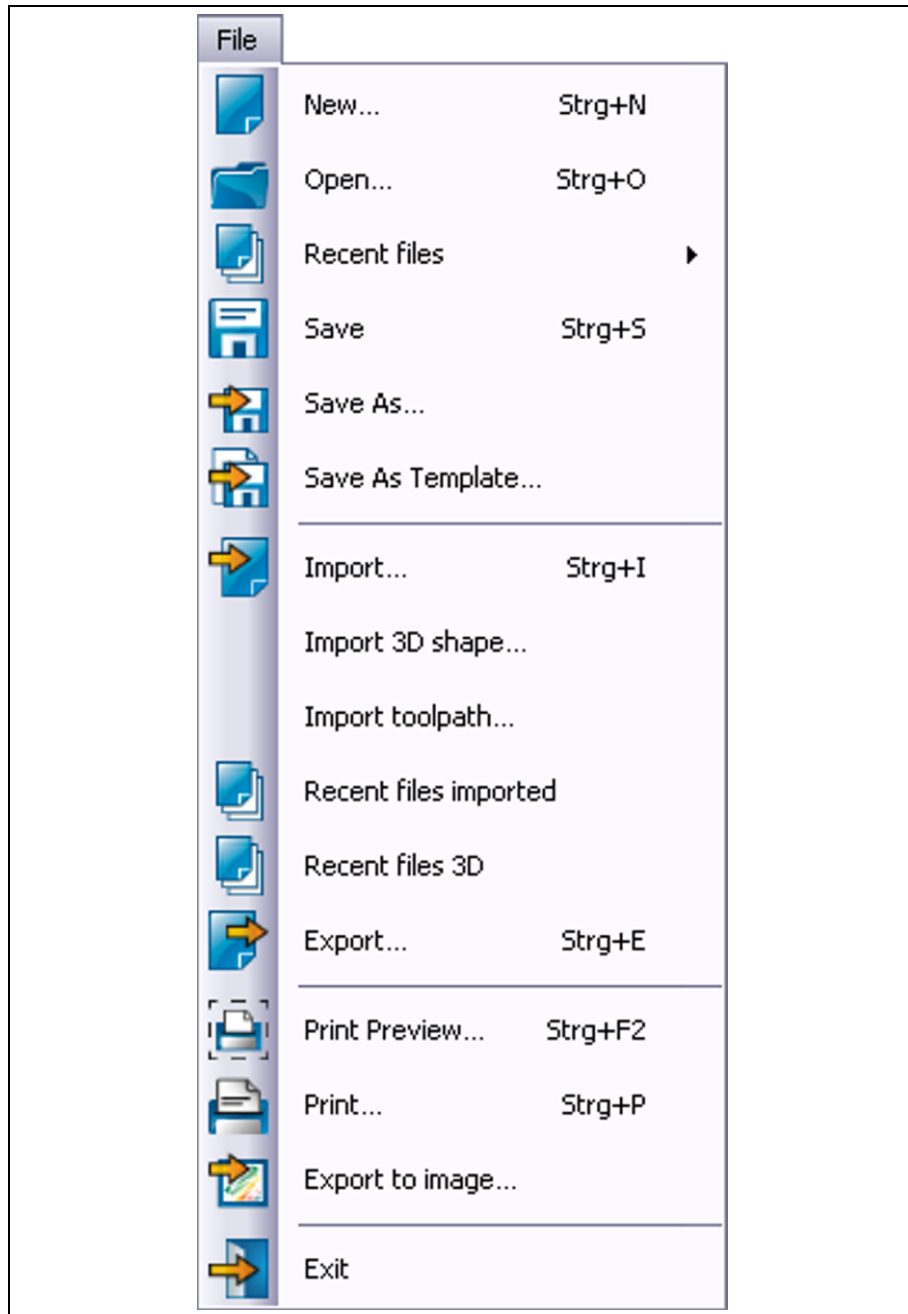 File
New... Strg+N
Open... Strg+O
Recent files
Save Strg+S
Save As...
Save As Template...
Import... Strg+I
Import 3D shape...
Import toolpath...
Recent files imported
Recent files 3D
Export... Strg+E
Print Preview... Strg+F2
Print... Strg+P
Export to image...
Exit